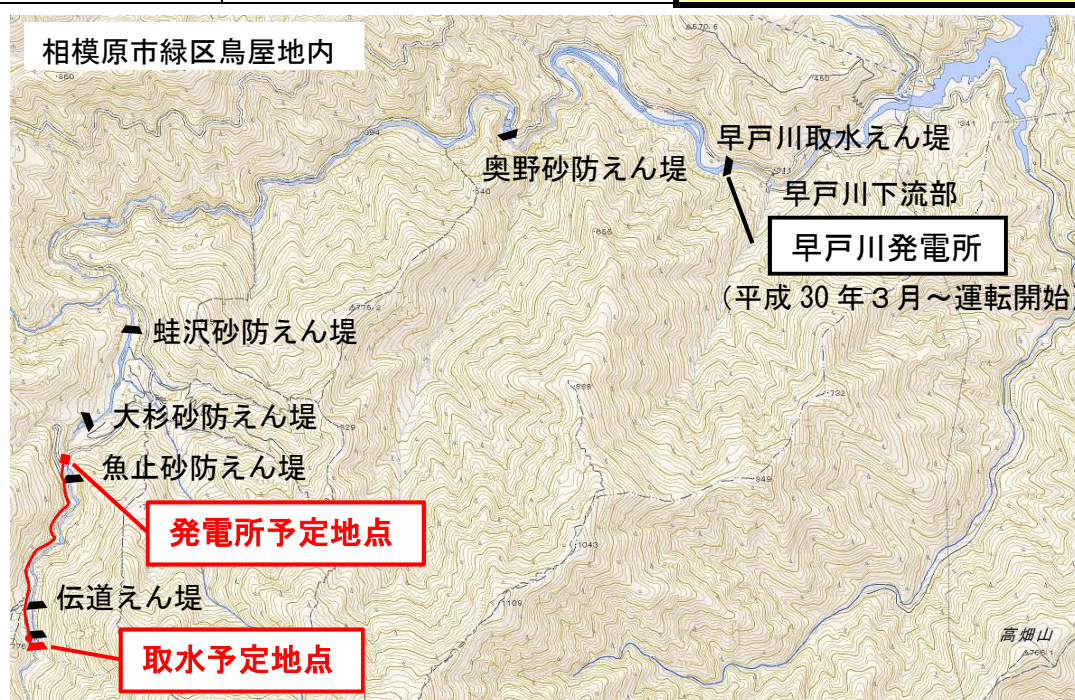 相模原市緑区鳥屋地内
早戸川取水えん堤
奥野砂防えん堤
早戸川下流部
早戸川発電所
(平成 30 年３月～運転開始)
蛙沢砂防えん堤
大杉砂防えん堤
魚止砂防えん堤
発電所予定地点
伝道えん堤
取水予定地点
高畑山